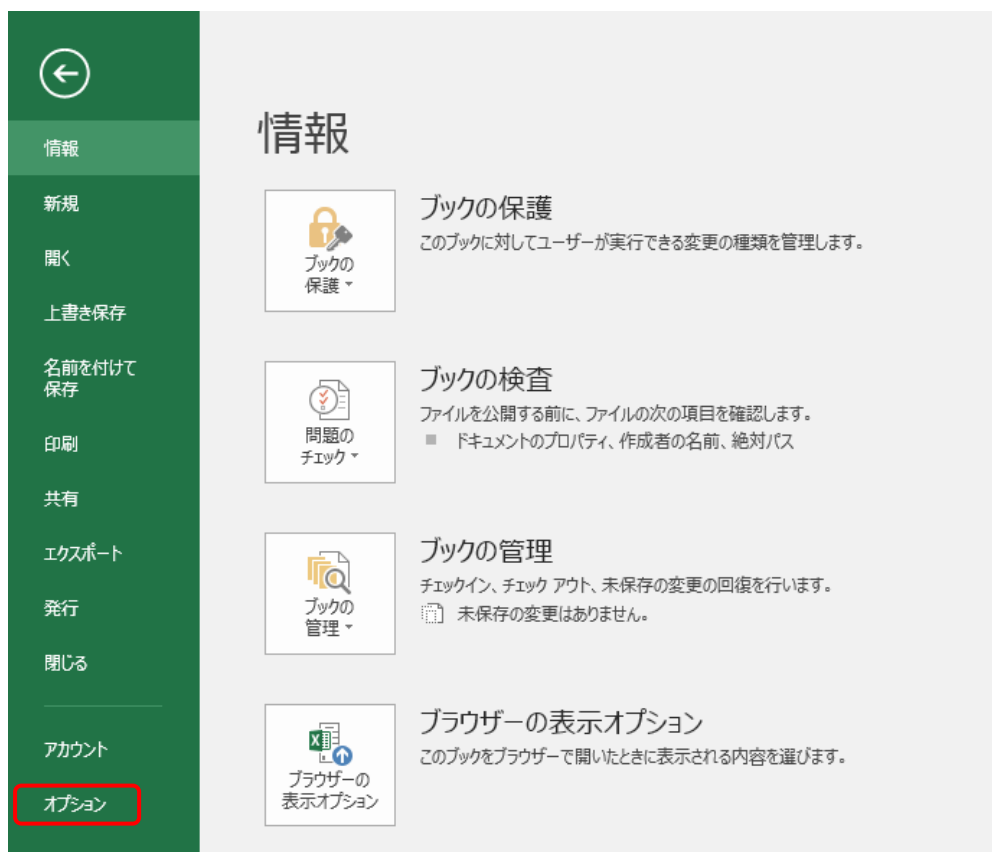 情報
新規
開く
上書き保存
名前を付けて
保存
印刷
共有
エクスポート
発行
閉じる
アカウント
オプション
情報
ブックの
保護
ブックの保護
このブックに対してユーザーが実行できる変更の種類を管理します。
問題の
チェック
ブックの検査
ファイルを公開する前に、ファイルの次の項目を確認します。
ドキュメントのプロパティ、作成者の名前、絶対パス
ブックの
管理
ブックの管理
チェックイン、チェック アウト、未保存の変更の回復を行います。
未保存の変更はありません。
ブラウザーの
表示オプション
ブラウザーの表示オプション
このブックをブラウザーで開いたときに表示される内容を選びます。